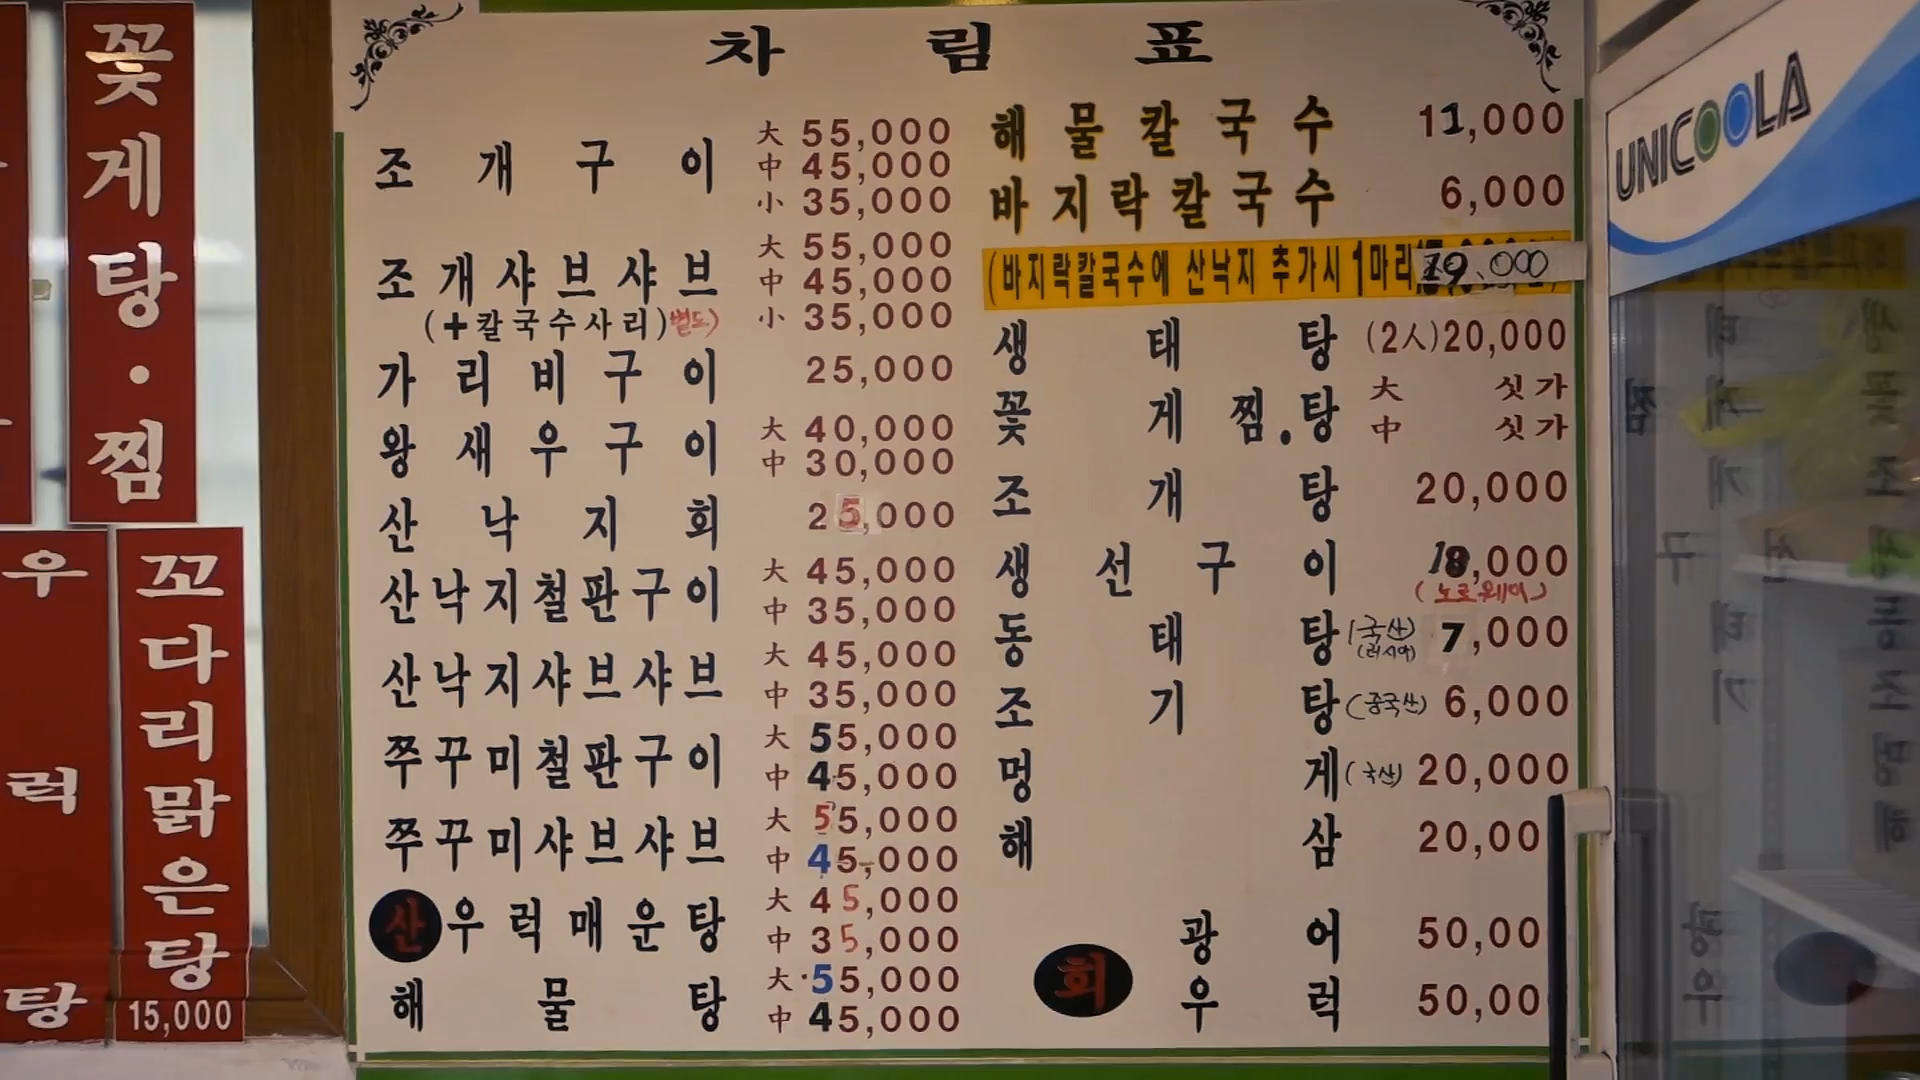 꽃게탕·찜
우럭탕
꼬다리맑은탕
15,000
차림표
조개구이 大 55,000
中 45,000
小 35,000
조개샤브샤브 大 55,000
(+칼국수사리)별도) 中 45,000
小 35,000
가리비구이 25,000
왕새우구이 大 40,000
中 30,000
산낙지회 25,000
산낙지철판구이 大 45,000
中 35,000
산낙지샤브샤브 大 45,000
中 35,000
쭈꾸미철판구이 大 55,000
中 45,000
쭈꾸미샤브샤브 大 55,000
中 45,000
산 우럭매운탕 大 45,000
中 35,000
해물탕 大 55,000
中 45,000
해물칼국수 11,000
바지락칼국수 6,000
(바지락칼국수에 산낙지 추가시 1마리 19,000
생태탕 (2人)20,000
꽃게찜.탕 大 싯가
中 싯가
조개탕 20,000
생선구이 18,000
(노르웨이)
동태탕 (국산) 7,000
(러시아)
조기탕 (중국산) 6,000
멍게 (국산) 20,000
해삼 20,00
회 광어 50,00
우럭 50,00
UNICOOLA